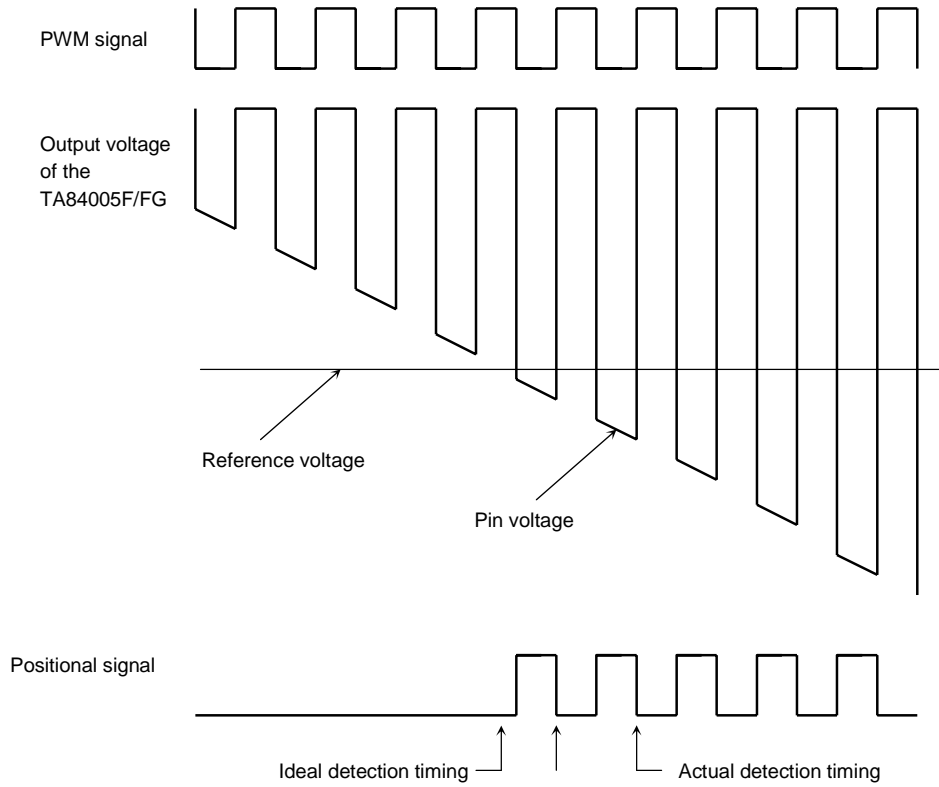 PWM signal
Output voltage
of the
TA84005F/FG
Reference voltage
Pin voltage
Positional signal
Ideal detection timing
Actual detection timing